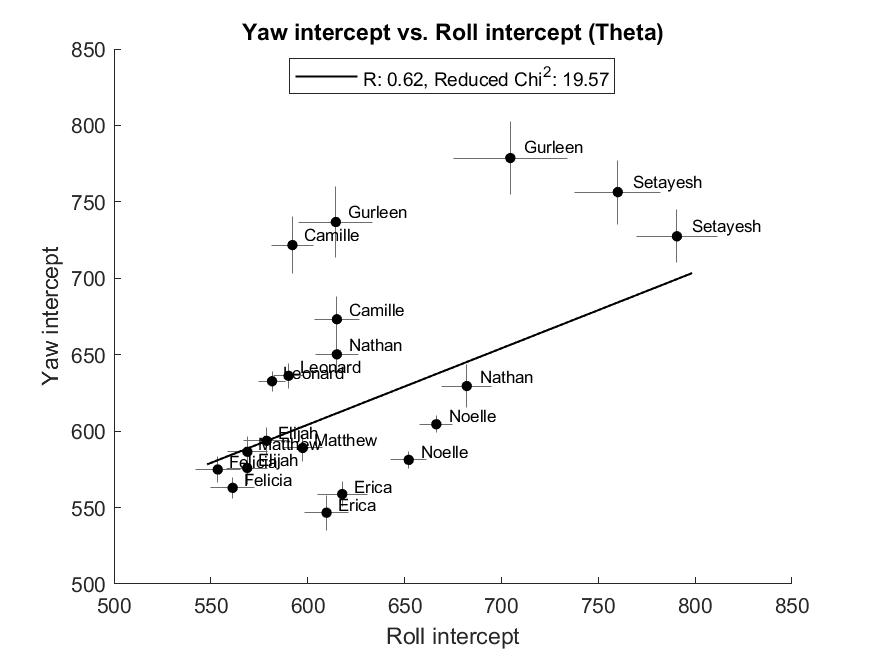 Yaw intercept vs. Roll intercept (Theta)
R: 0.62, Reduced Chi²: 19.57
850
800
750
700
650
600
550
500
Yaw intercept
Gurleen
Setayesh
Gurleen
Setayesh
Camille
Camille
Nathan
Leonard
Leonard
Nathan
Noelle
Elijah
Matthew
Matthew
Noelle
Felicia
Elijah
Felicia
Erica
Erica
500 550 600 650 700 750 800 850
Roll intercept